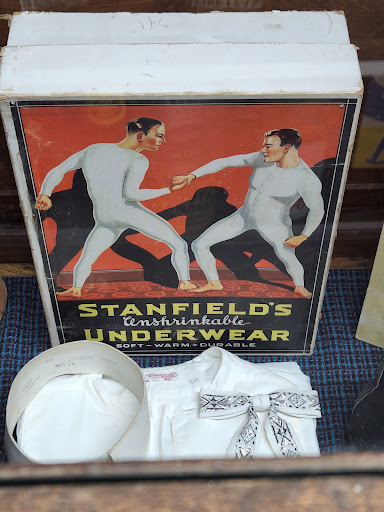 STANFIELD'S
Unshrinkable
UNDERWEAR
SOFT-WARM-DURABLE